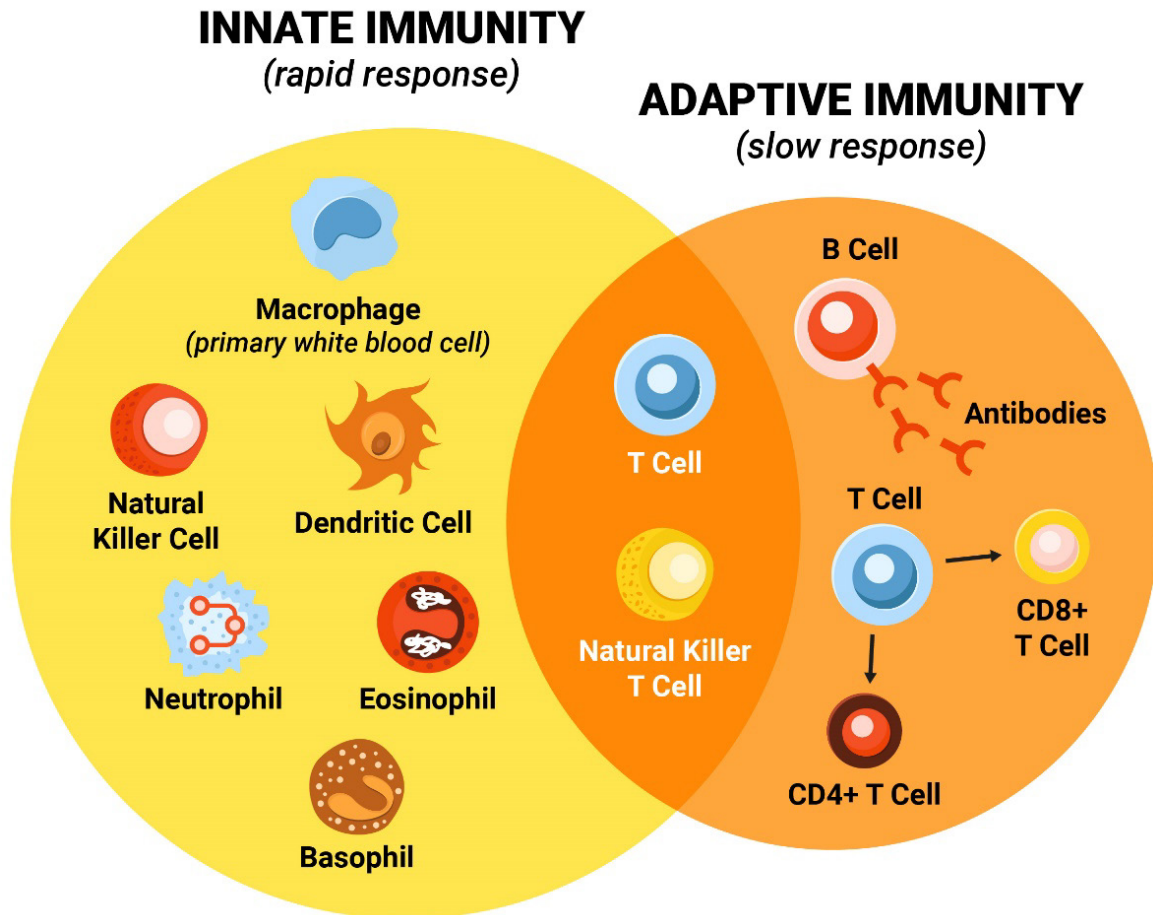 INNATE IMMUNITY
(rapid response)
ADAPTIVE IMMUNITY
(slow response)
Macrophage
(primary white blood cell)
Natural
Killer Cell
Dendritic Cell
Neutrophil
Eosinophil
Basophil
T Cell
Natural Killer
T Cell
B Cell
Antibodies
T Cell
CD8+
T Cell
CD4+ T Cell